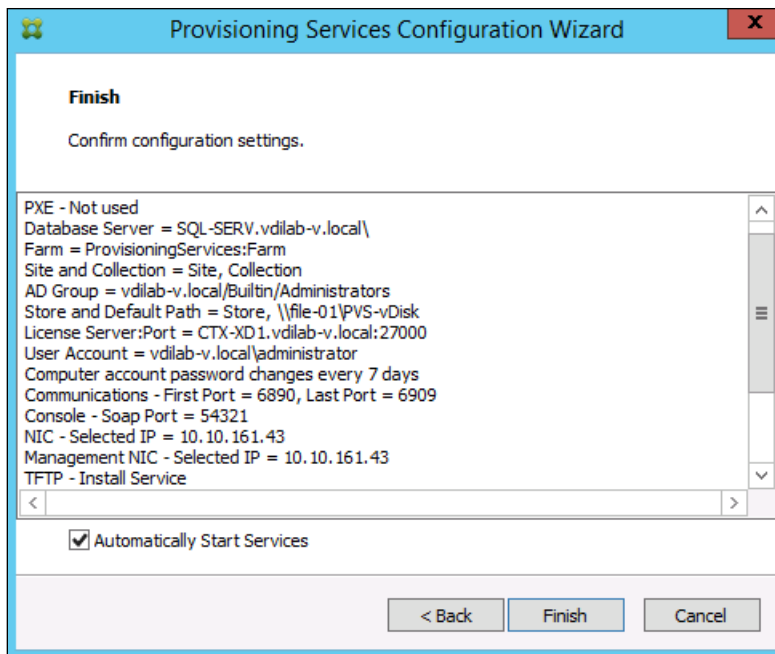 Provisioning Services Configuration Wizard
x
Finish
Confirm configuration settings.
PXE - Not used
Database Server = SQL-SERV.vdilab-v.local\
Farm = ProvisioningServices:Farm
Site and Collection = Site, Collection
AD Group = vdilab-v.local/Builtin/Administrators
Store and Default Path = Store, \\file-01\PVS-vDisk
License Server:Port = CTX-XD1.vdilab-v.local:27000
User Account = vdilab-v.local\administrator
Computer account password changes every 7 days
Communications - First Port = 6890, Last Port = 6909
Console - Soap Port = 54321
NIC - Selected IP = 10.10.161.43
Management NIC - Selected IP = 10.10.161.43
TFTP - Install Service
Automatically Start Services
< Back Finish Cancel